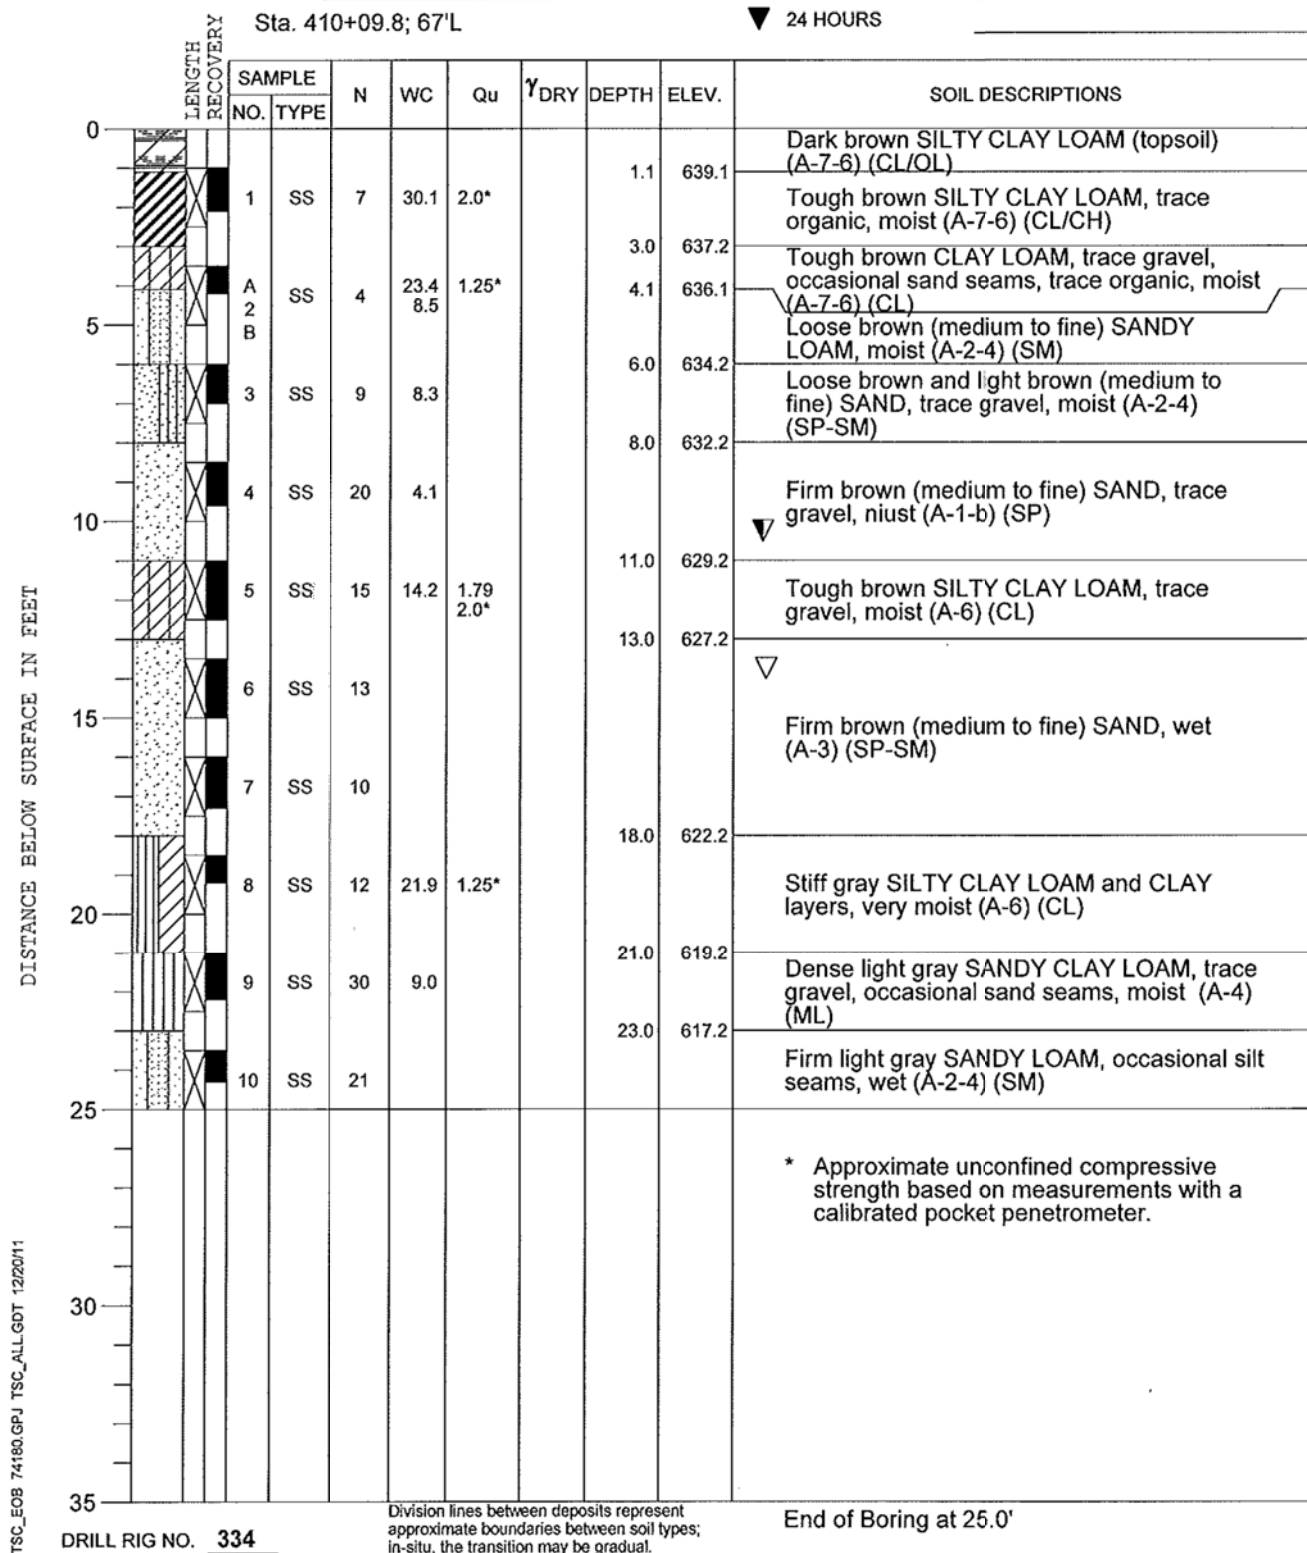 Sta. 410+09.8; 67'L
▼ 24 HOURS
LENGTH
RECOVERY
SAMPLE
NO. TYPE
N WC Qu γDRY DEPTH ELEV. SOIL DESCRIPTIONS
0
Dark brown SILTY CLAY LOAM (topsoil)
(A-7-6) (CL/OL)
1.1 639.1
1 SS 7 30.1 2.0*
Tough brown SILTY CLAY LOAM, trace
organic, moist (A-7-6) (CL/CH)
3.0 637.2
Tough brown CLAY LOAM, trace gravel,
occasional sand seams, trace organic, moist
(A-7-6) (CL)
A
2
B
SS 4 23.4 1.25*
8.5
4.1 636.1
5
Loose brown (medium to fine) SANDY
LOAM, moist (A-2-4) (SM)
6.0 634.2
3 SS 9 8.3
Loose brown and light brown (medium to
fine) SAND, trace gravel, moist (A-2-4)
(SP-SM)
8.0 632.2
4 SS 20 4.1
Firm brown (medium to fine) SAND, trace
gravel, niust (A-1-b) (SP)
10
11.0 629.2
5 SS 15 14.2 1.79
2.0*
Tough brown SILTY CLAY LOAM, trace
gravel, moist (A-6) (CL)
13.0 627.2
6 SS 13
15
Firm brown (medium to fine) SAND, wet
(A-3) (SP-SM)
7 SS 10
18.0 622.2
8 SS 12 21.9 1.25*
Stiff gray SILTY CLAY LOAM and CLAY
layers, very moist (A-6) (CL)
20
21.0 619.2
9 SS 30 9.0
Dense light gray SANDY CLAY LOAM, trace
gravel, occasional sand seams, moist (A-4)
(ML)
23.0 617.2
10 SS 21
Firm light gray SANDY LOAM, occasional silt
seams, wet (A-2-4) (SM)
25
* Approximate unconfined compressive
strength based on measurements with a
calibrated pocket penetrometer.
30
35
DISTANCE BELOW SURFACE IN FEET
TSC_EOB 74180.GPJ TSC_ALL.GDT 12/20/11
DRILL RIG NO. 334
Division lines between deposits represent
approximate boundaries between soil types;
in-situ, the transition may be gradual.
End of Boring at 25.0'